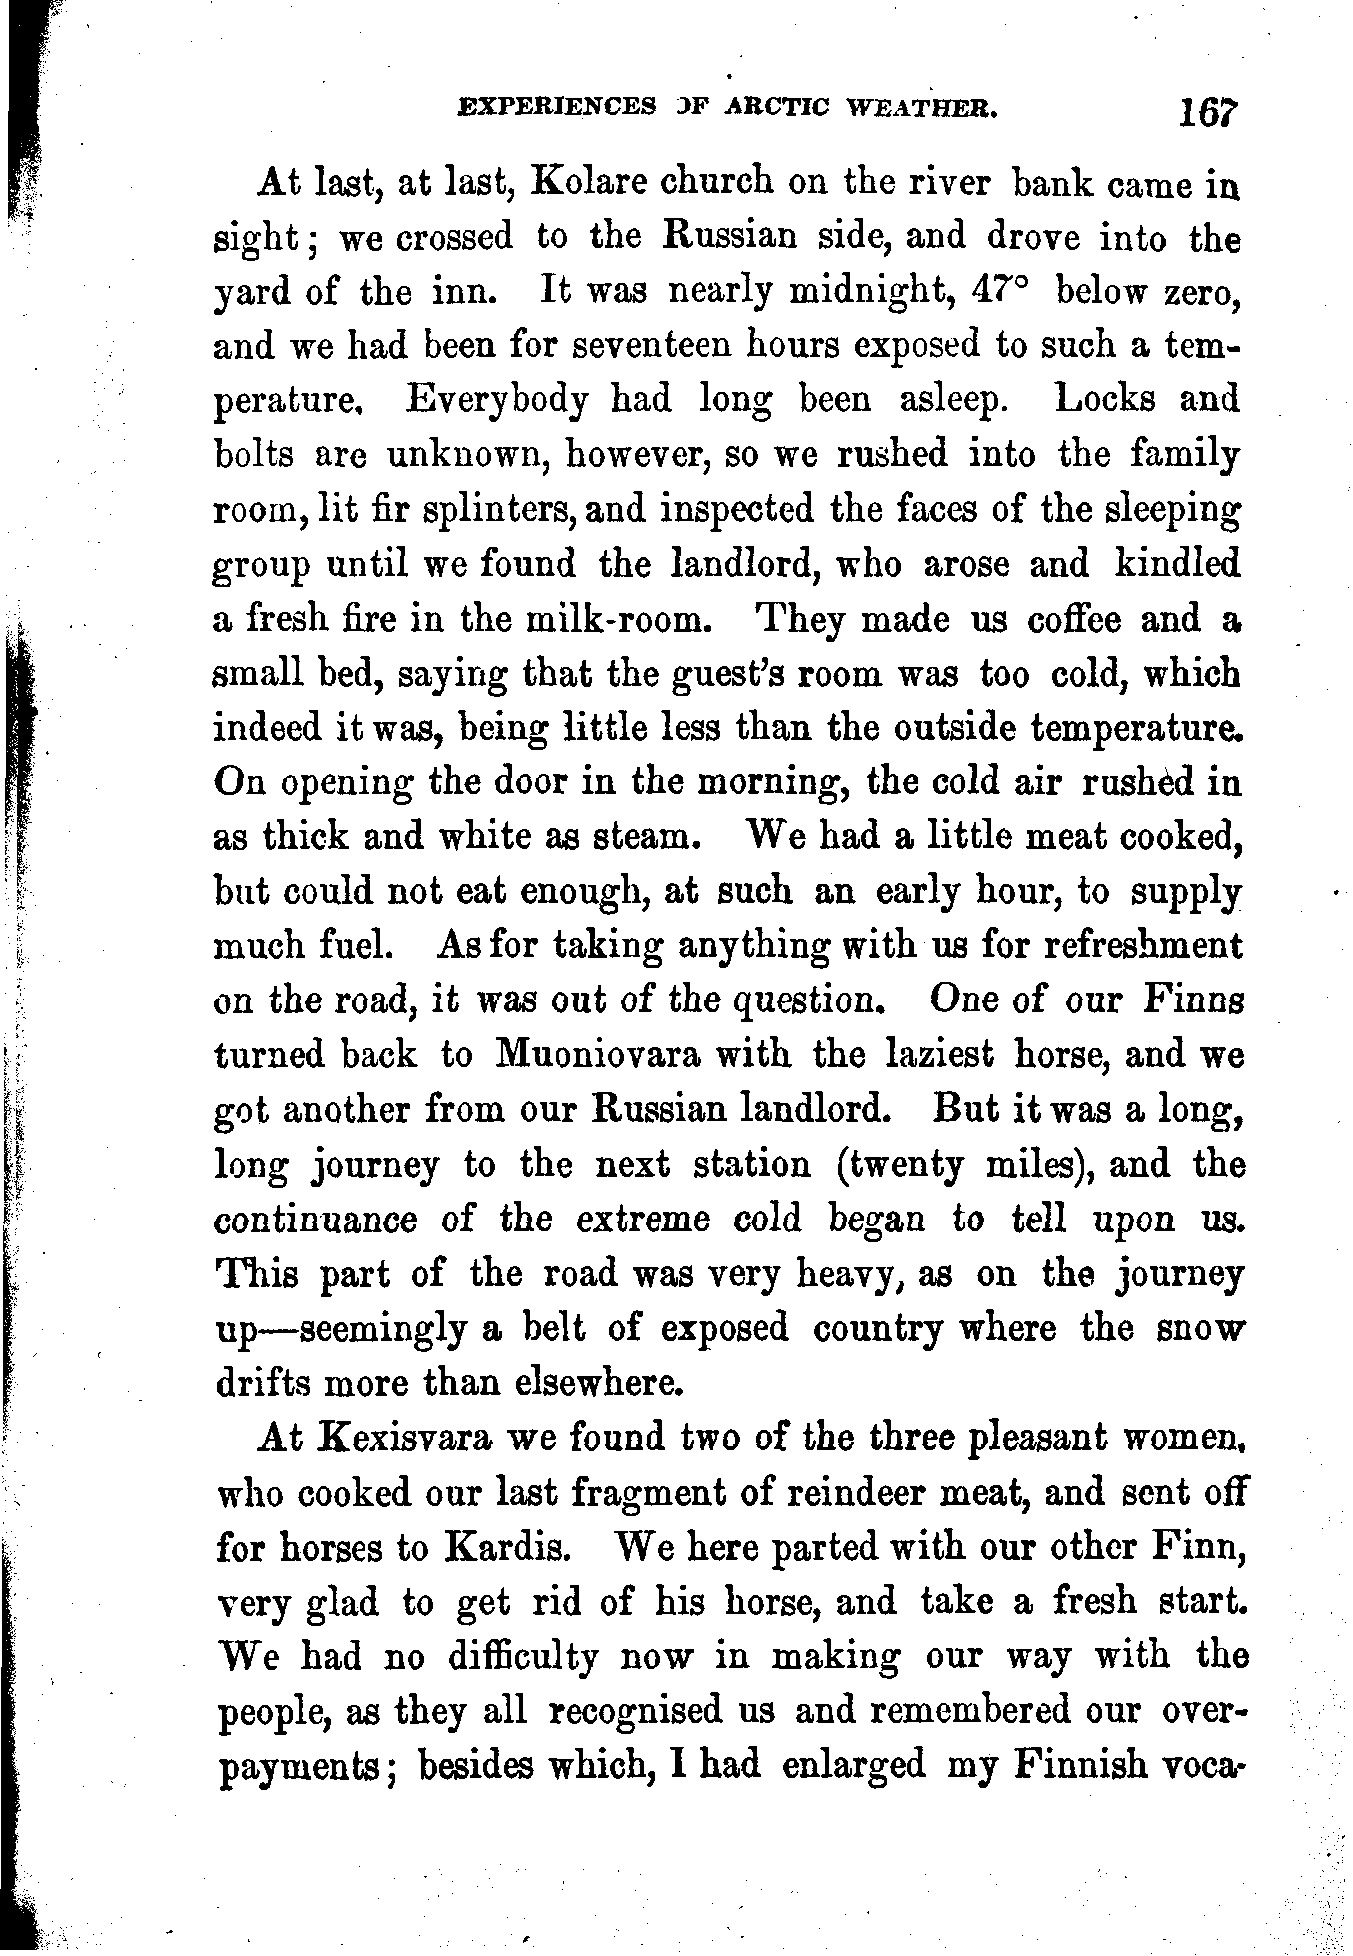 EXPERIENCES OF ARCTIC WEATHER. 167
At last, at last, Kolare church on the river bank came in
sight; we crossed to the Russian side, and drove into the
yard of the inn. It was nearly midnight, 47° below zero,
and we had been for seventeen hours exposed to such a tem-
perature. Everybody had long been asleep. Locks and
bolts are unknown, however, so we rushed into the family
room, lit fir splinters, and inspected the faces of the sleeping
group until we found the landlord, who arose and kindled
a fresh fire in the milk-room. They made us coffee and a
small bed, saying that the guest's room was too cold, which
indeed it was, being little less than the outside temperature.
On opening the door in the morning, the cold air rushed in
as thick and white as steam. We had a little meat cooked,
but could not eat enough, at such an early hour, to supply
much fuel. As for taking anything with us for refreshment
on the road, it was out of the question. One of our Finns
turned back to Muoniovara with the laziest horse, and we
got another from our Russian landlord. But it was a long,
long journey to the next station (twenty miles), and the
continuance of the extreme cold began to tell upon us.
This part of the road was very heavy, as on the journey
up—seemingly a belt of exposed country where the snow
drifts more than elsewhere.
At Kexisvara we found two of the three pleasant women,
who cooked our last fragment of reindeer meat, and sent off
for horses to Kardis. We here parted with our other Finn,
very glad to get rid of his horse, and take a fresh start.
We had no difficulty now in making our way with the
people, as they all recognised us and remembered our over-
payments; besides which, I had enlarged my Finnish voca-